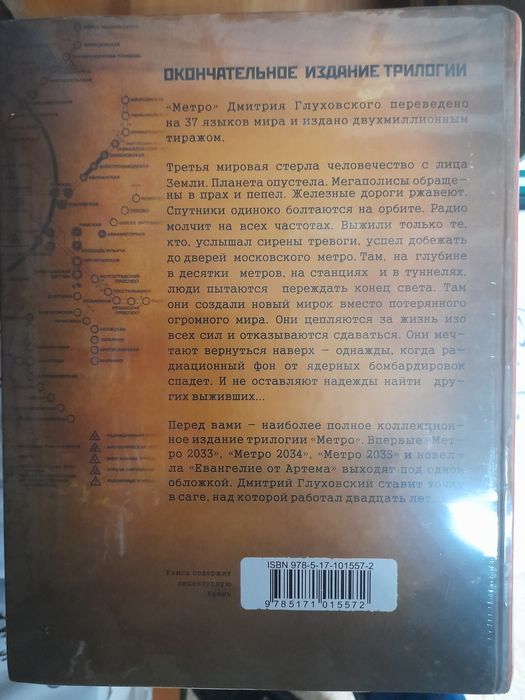 ОКОНЧАТЕЛЬНОЕ ИЗДАНИЕ ТРИЛОГИИ
«Метро» Дмитрия Глуховского переведено
на 37 языков мира и издано двухмиллионным
тиражом.
Третья мировая стерла человечество с лица
Земли. Планета опустела. Мегаполисы обраще-
ны в прах и пепел. Железные дороги ржавеют.
Спутники одиноко болтаются на орбите. Радио
молчит на всех частотах. Выжили только те,
кто, услышал сирены тревоги, успел добежать
до дверей московского метро. Там, на глубине
в десятки метров, на станциях и в туннелях,
люди пытаются переждать конец света. Там
они создали новый мирок вместо потерянного
огромного мира. Они цепляются за жизнь изо
всех сил и отказываются сдаваться. Они меч-
тают вернуться наверх — однажды, когда ра-
диационный фон от ядерных бомбардировок
спадет. И не оставляют надежды найти дру-
гих выживших...
Перед вами — наиболее полное коллекцион-
ное издание трилогии «Метро». Впервые «Мет-
ро 2033», «Метро 2034», «Метро 2035» и новел-
ла «Евангелие от Артема» выходят под одной
обложкой. Дмитрий Глуховский ставит точку
в саге, над которой работал двадцать лет
Книга содержит
нецензурную
брань
ISBN 978-5-17-101557-2
9 785171 015572